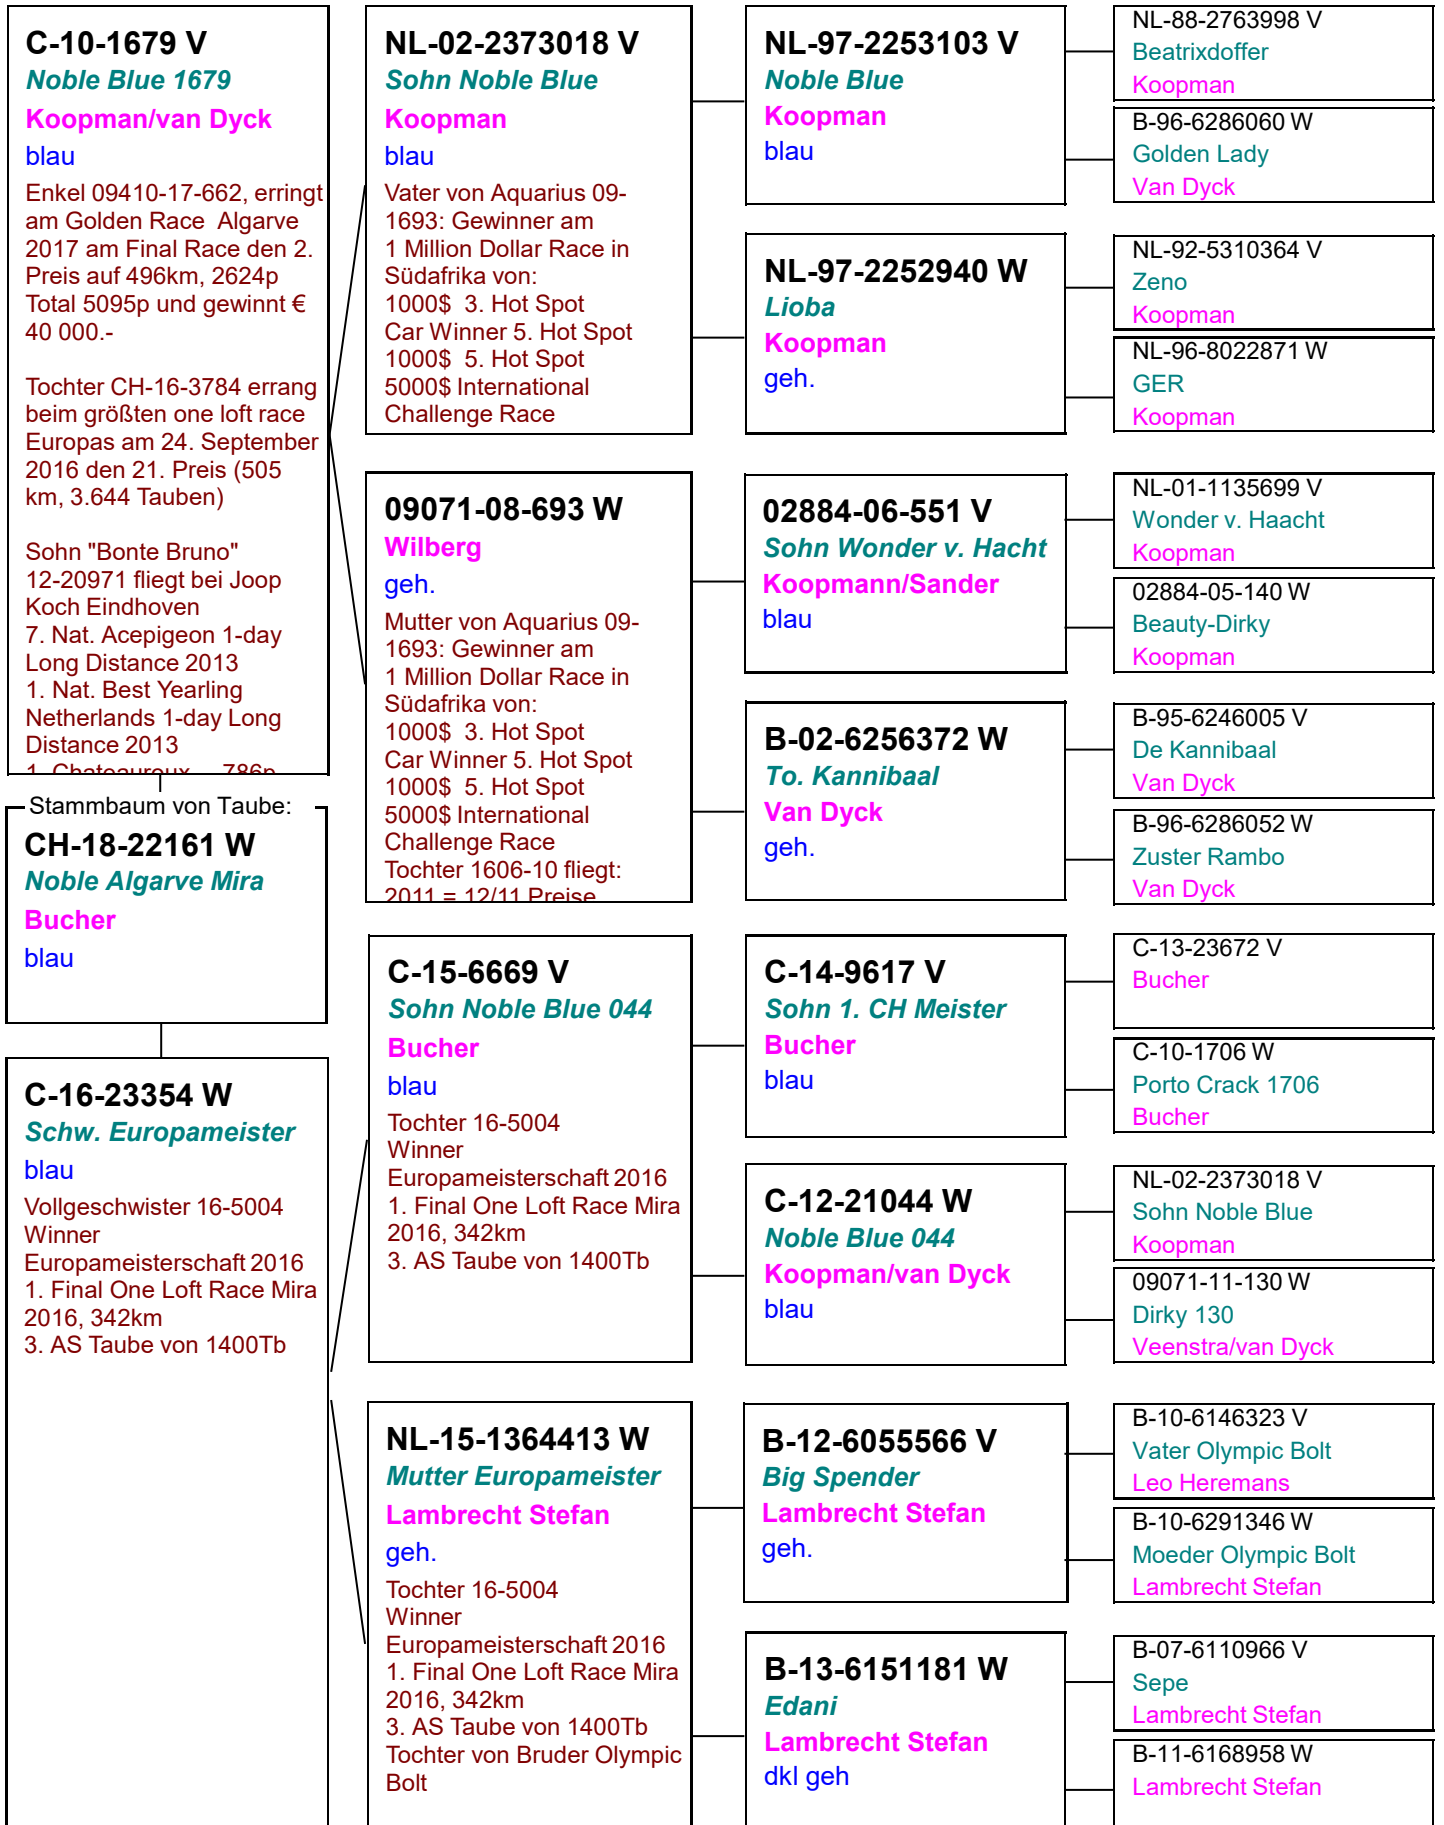 C-10-1679 V
Noble Blue 1679
Koopman/van Dyck
blau
Enkel 09410-17-662, erringt
am Golden Race Algarve
2017 am Final Race den 2.
Preis auf 496km, 2624p
Total 5095p und gewinnt €
40 000.-
Tochter CH-16-3784 errang
beim größten one loft race
Europas am 24. September
2016 den 21. Preis (505
km, 3.644 Tauben)
Sohn "Bonte Bruno"
12-20971 fliegt bei Joop
Koch Eindhoven
7. Nat. Acepigeon 1-day
Long Distance 2013
1. Nat. Best Yearling
Netherlands 1-day Long
Distance 2013
1. Chateauroux 786p
Stammbaum von Taube:
CH-18-22161 W
Noble Algarve Mira
Bucher
blau
C-16-23354 W
Schw. Europameister
blau
Vollgeschwister 16-5004
Winner
Europameisterschaft 2016
1. Final One Loft Race Mira
2016, 342km
3. AS Taube von 1400Tb
NL-02-2373018 V
Sohn Noble Blue
Koopman
blau
Vater von Aquarius 09-
1693: Gewinner am
1 Million Dollar Race in
Südafrika von:
1000$ 3. Hot Spot
Car Winner 5. Hot Spot
1000$ 5. Hot Spot
5000$ International
Challenge Race
09071-08-693 W
Wilberg
geh.
Mutter von Aquarius 09-
1693: Gewinner am
1 Million Dollar Race in
Südafrika von:
1000$ 3. Hot Spot
Car Winner 5. Hot Spot
1000$ 5. Hot Spot
5000$ International
Challenge Race
Tochter 1606-10 fliegt:
2011 = 12/11 Preise
C-15-6669 V
Sohn Noble Blue 044
Bucher
blau
Tochter 16-5004
Winner
Europameisterschaft 2016
1. Final One Loft Race Mira
2016, 342km
3. AS Taube von 1400Tb
NL-15-1364413 W
Mutter Europameister
Lambrecht Stefan
geh.
Tochter 16-5004
Winner
Europameisterschaft 2016
1. Final One Loft Race Mira
2016, 342km
3. AS Taube von 1400Tb
Tochter von Bruder Olympic
Bolt
NL-97-2253103 V
Noble Blue
Koopman
blau
NL-97-2252940 W
Lioba
Koopman
geh.
02884-06-551 V
Sohn Wonder v. Hacht
Koopmann/Sander
blau
B-02-6256372 W
To. Kannibaal
Van Dyck
geh.
C-14-9617 V
Sohn 1. CH Meister
Bucher
blau
C-12-21044 W
Noble Blue 044
Koopman/van Dyck
blau
B-12-6055566 V
Big Spender
Lambrecht Stefan
geh.
B-13-6151181 W
Edani
Lambrecht Stefan
dkl geh
NL-88-2763998 V
Beatrixdoffer
Koopman
B-96-6286060 W
Golden Lady
Van Dyck
NL-92-5310364 V
Zeno
Koopman
NL-96-8022871 W
GER
Koopman
NL-01-1135699 V
Wonder v. Haacht
Koopman
02884-05-140 W
Beauty-Dirky
Koopman
B-95-6246005 V
De Kannibaal
Van Dyck
B-96-6286052 W
Zuster Rambo
Van Dyck
C-13-23672 V
Bucher
C-10-1706 W
Porto Crack 1706
Bucher
NL-02-2373018 V
Sohn Noble Blue
Koopman
09071-11-130 W
Dirky 130
Veenstra/van Dyck
B-10-6146323 V
Vater Olympic Bolt
Leo Heremans
B-10-6291346 W
Moeder Olympic Bolt
Lambrecht Stefan
B-07-6110966 V
Sepe
Lambrecht Stefan
B-11-6168958 W
Lambrecht Stefan